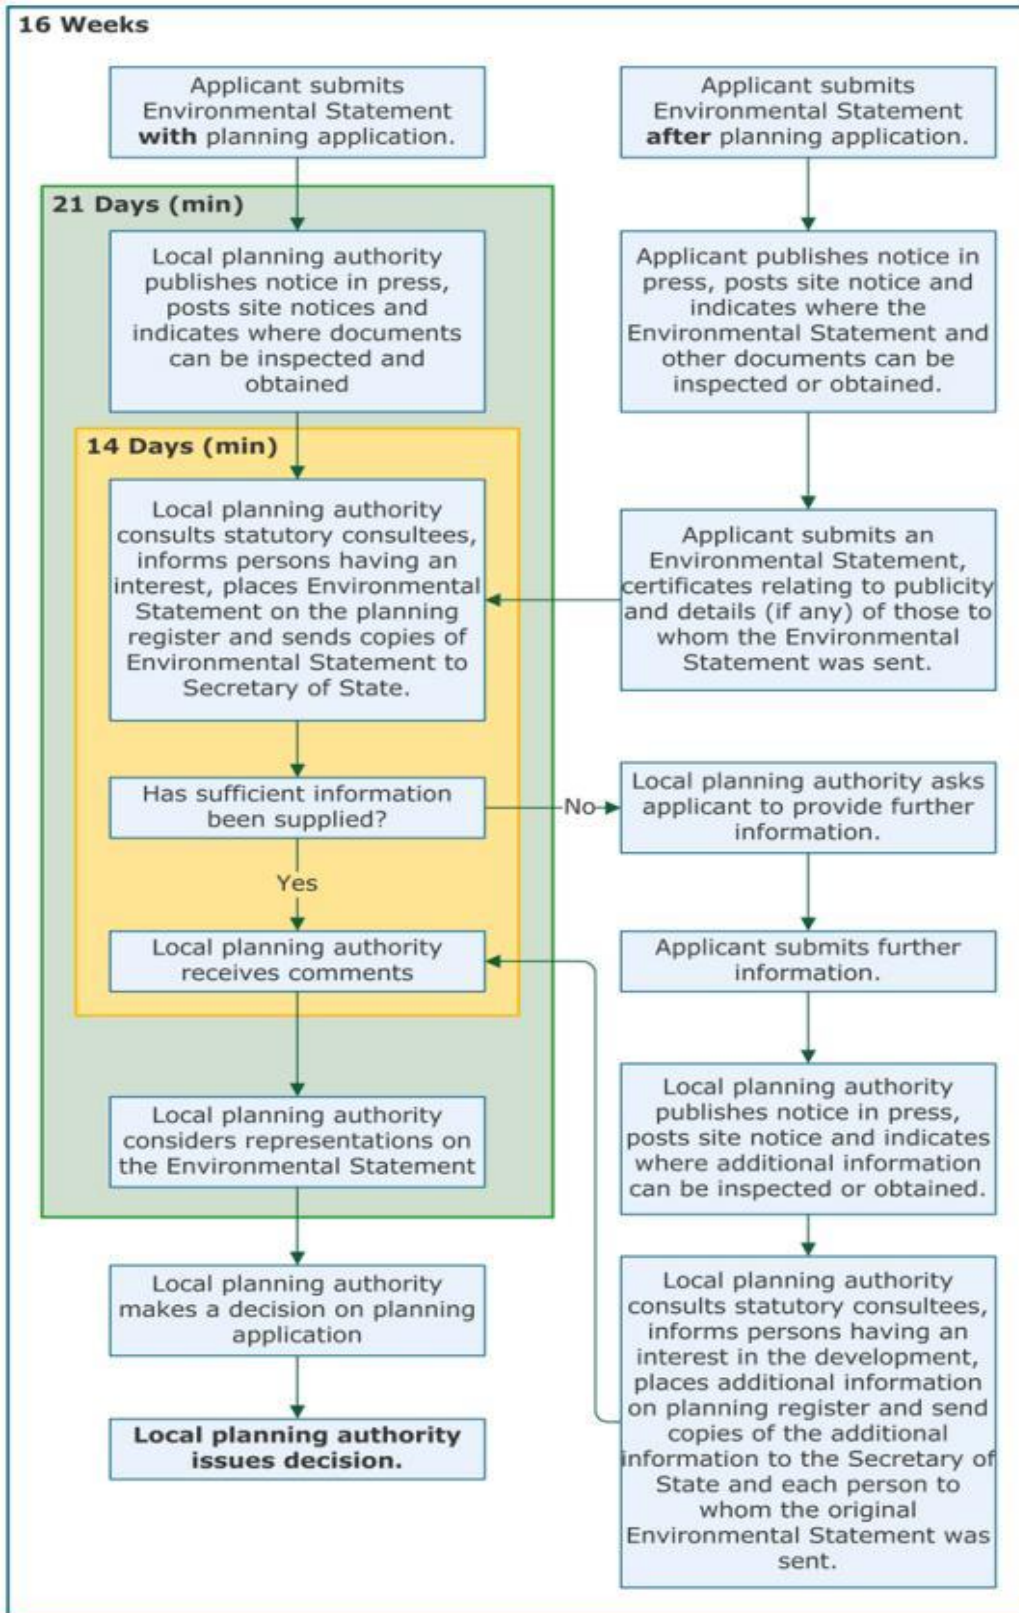 16 Weeks
Applicant submits
Environmental Statement
with planning application.
Applicant submits
Environmental Statement
after planning application.
21 Days (min)
Local planning authority
publishes notice in press,
posts site notices and
indicates where documents
can be inspected and
obtained
Applicant publishes notice in
press, posts site notice and
indicates where the
Environmental Statement and
other documents can be
inspected or obtained.
14 Days (min)
Local planning authority
consults statutory consultees,
informs persons having an
interest, places Environmental
Statement on the planning
register and sends copies of
Environmental Statement to
Secretary of State.
Applicant submits an
Environmental Statement,
certificates relating to publicity
and details (if any) of those to
whom the Environmental
Statement was sent.
Has sufficient information
been supplied?
No
Local planning authority asks
applicant to provide further
information.
Yes
Local planning authority
receives comments
Applicant submits further
information.
Local planning authority
considers representations on
the Environmental Statement
Local planning authority
publishes notice in press,
posts site notice and indicates
where additional information
can be inspected or obtained.
Local planning authority
makes a decision on planning
application
Local planning authority
consults statutory consultees,
informs persons having an
interest in the development,
places additional information
on planning register and send
copies of the additional
information to the Secretary of
State and each person to
whom the original
Environmental Statement was
sent.
Local planning authority
issues decision.